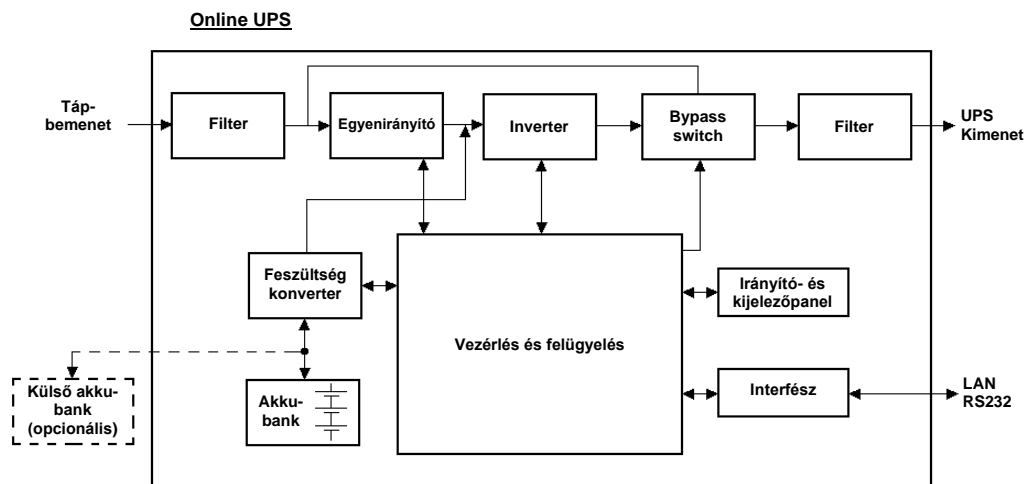 Online UPS
Táp-
bemenet
Filter
Egyenirányító
Inverter
Bypass
switch
Filter
UPS
Kimenet
Feszültség
konverter
Vezérlés és felügyelés
Irányító- és
kijelezőpanel
Külső akku-
bank
(opcionális)
Akku-
bank
Interfész
LAN
RS232